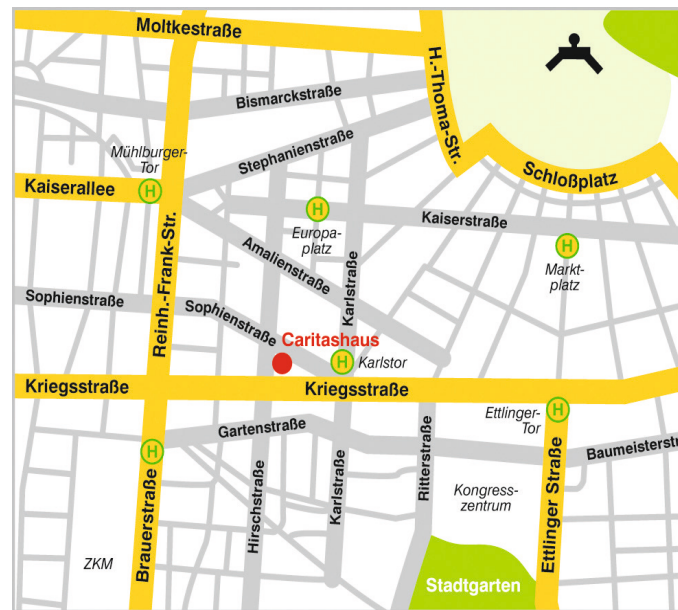 Moltkestraße
H.-Thoma-Str.
Bismarckstraße
Stephanienstraße
Mühlburger-
Tor
H
Kaiserallee
Schloßplatz
H
Kaiserstraße
Europa-
platz
H
Markt-
platz
Reinh.-Frank-Str.
Amalienstraße
Karlstraße
Sophienstraße
Sophienstraße
Caritashaus
H
Karlstor
Kriegsstraße
Kriegsstraße
Ettlinger-
Tor
H
Gartenstraße
H
Baumeisterstr
Hirschstraße
Karlstraße
Ritterstraße
Kongress-
zentrum
Ettlinger Straße
Brauerstraße
ZKM
Stadtgarten